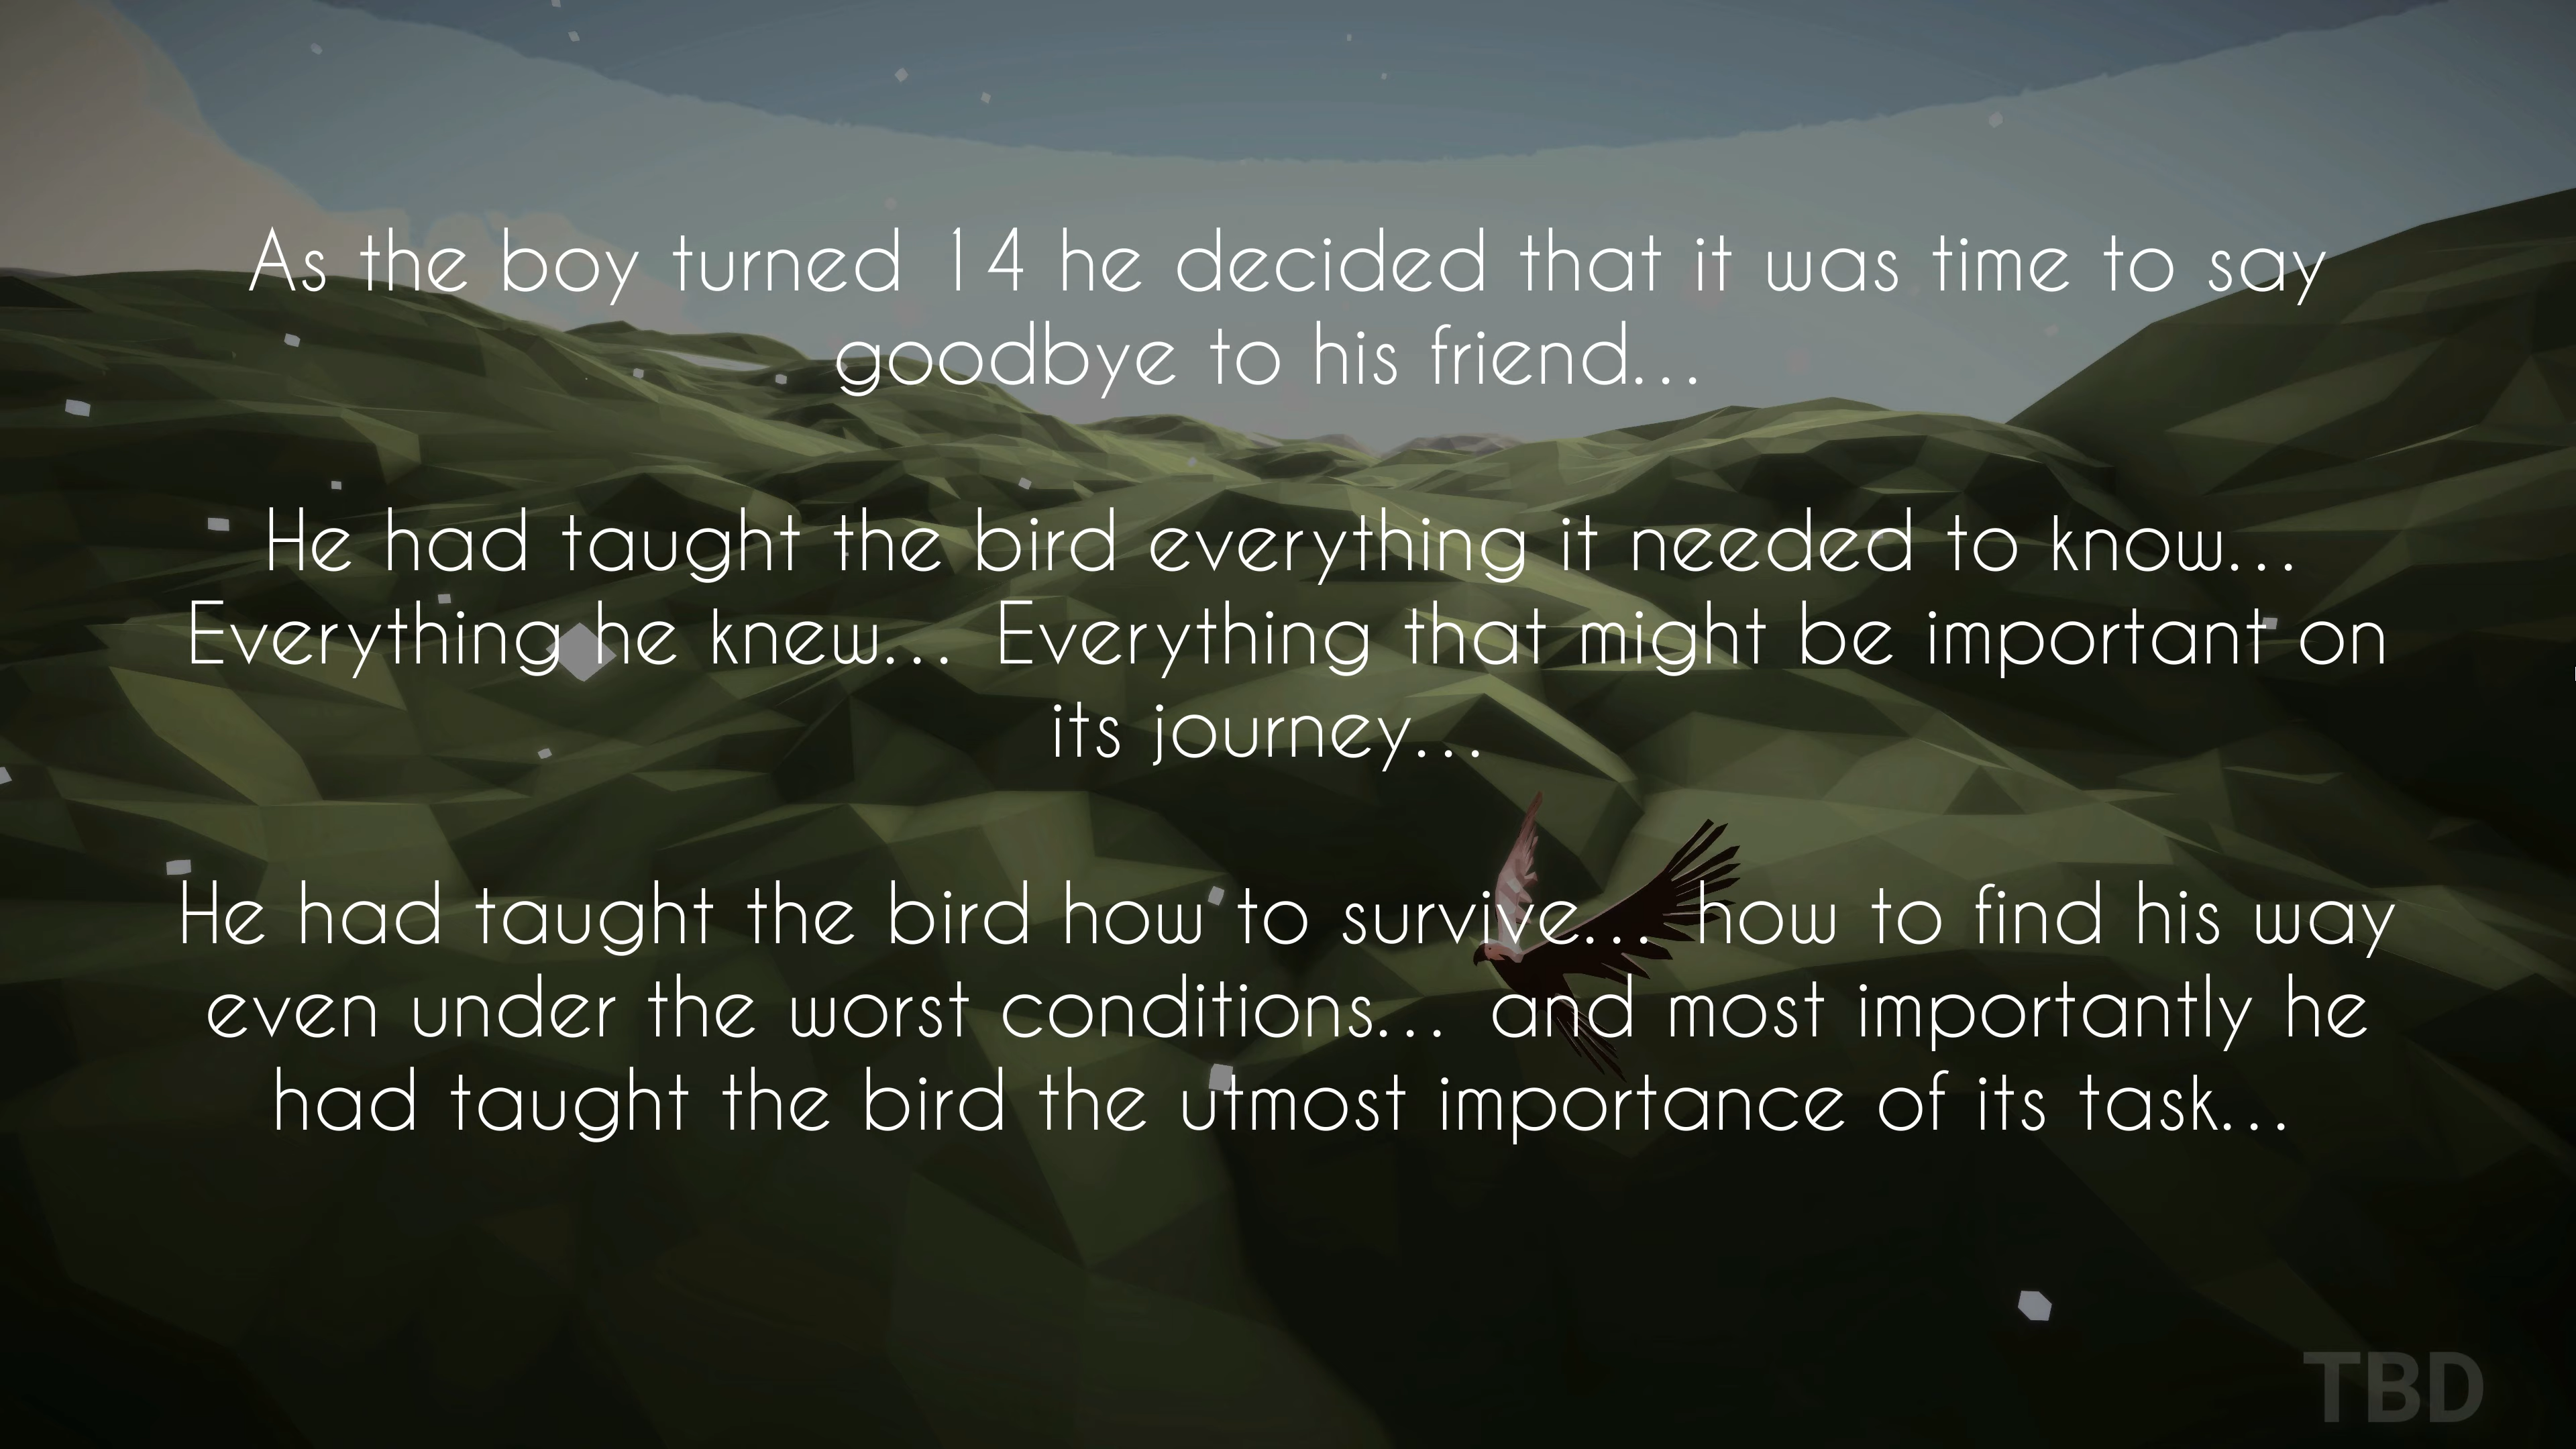 As the boy turned 14 he decided that it was time to say
goodbye to his friend...
He had taught the bird everything it needed to know...
Everything he knew... Everything that might be important on
its journey...
He had taught the bird how to survive... how to find his way
even under the worst conditions... and most importantly he
had taught the bird the utmost importance of its task...
TBD